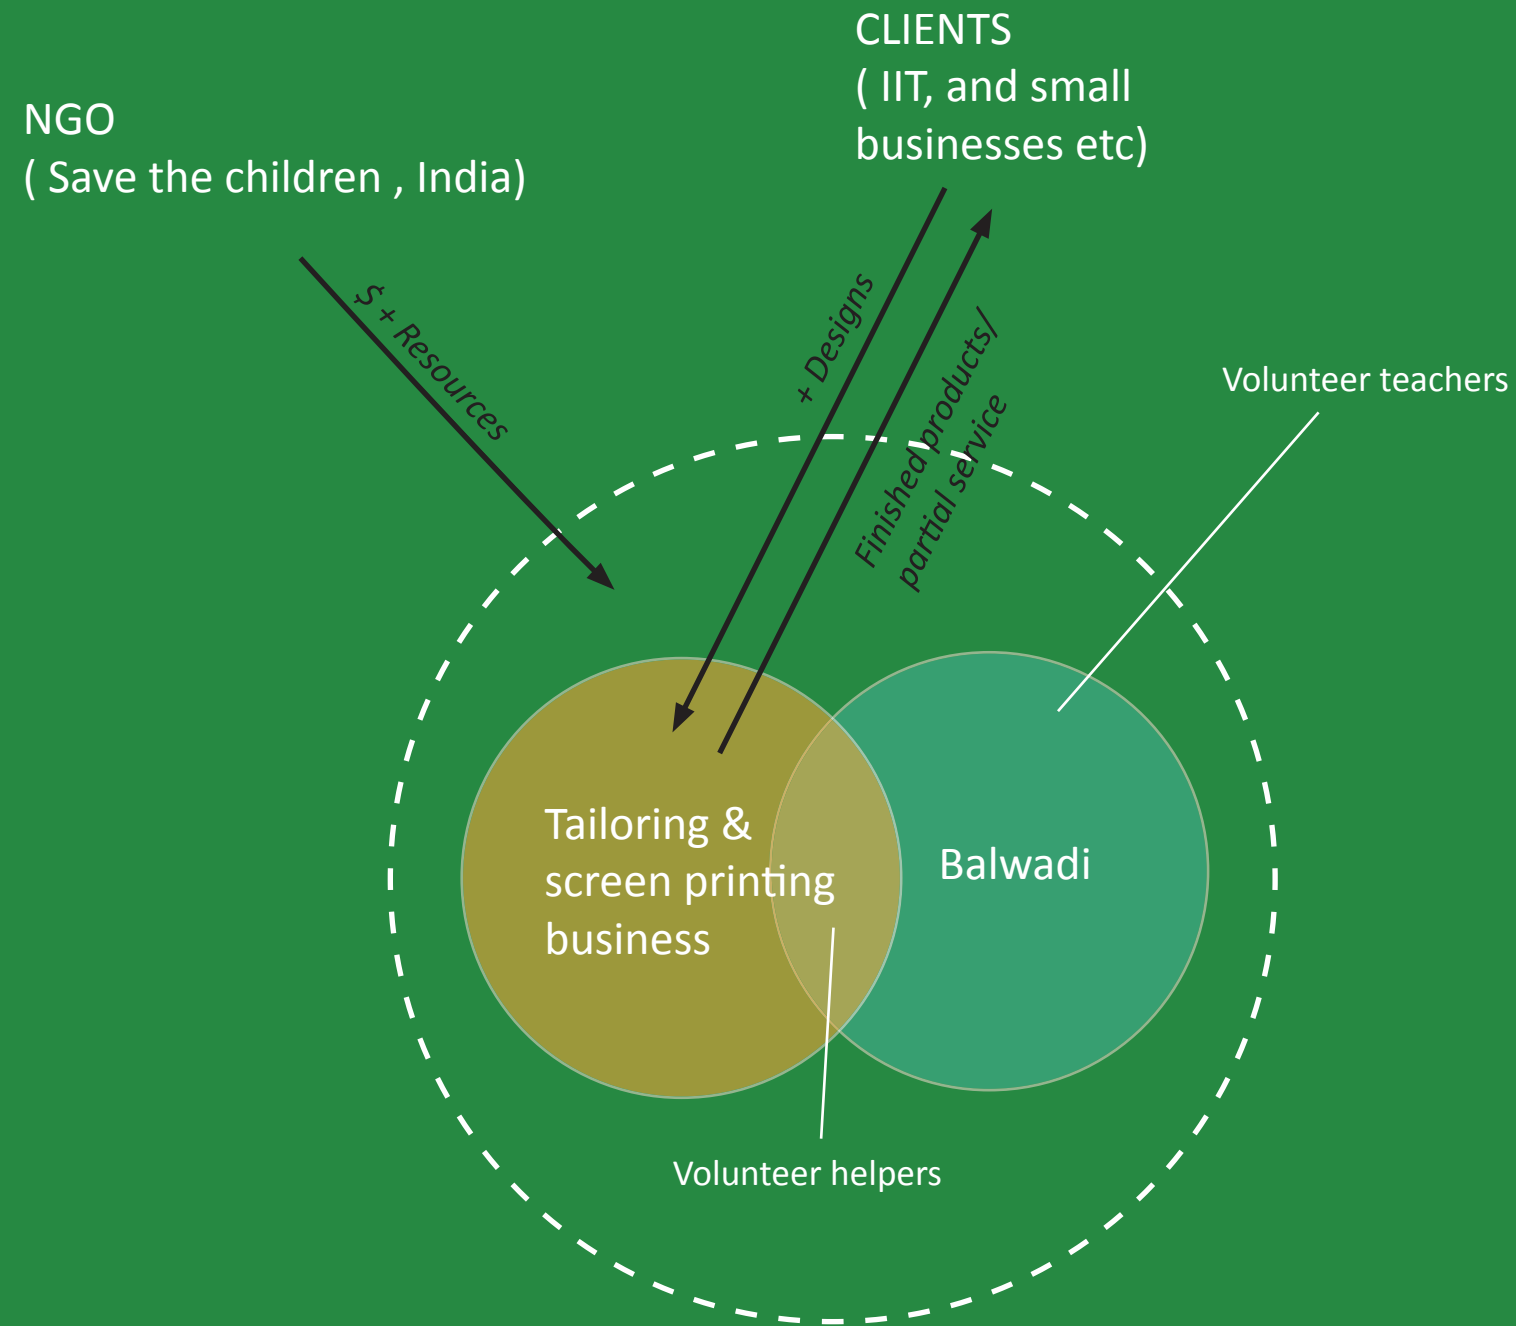 CLIENTS
( IIT, and small
businesses etc)
NGO
( Save the children , India)
$ + Resources
+ Designs
Finished products/
partial service
Volunteer teachers
Tailoring &
screen printing
business
Balwadi
Volunteer helpers